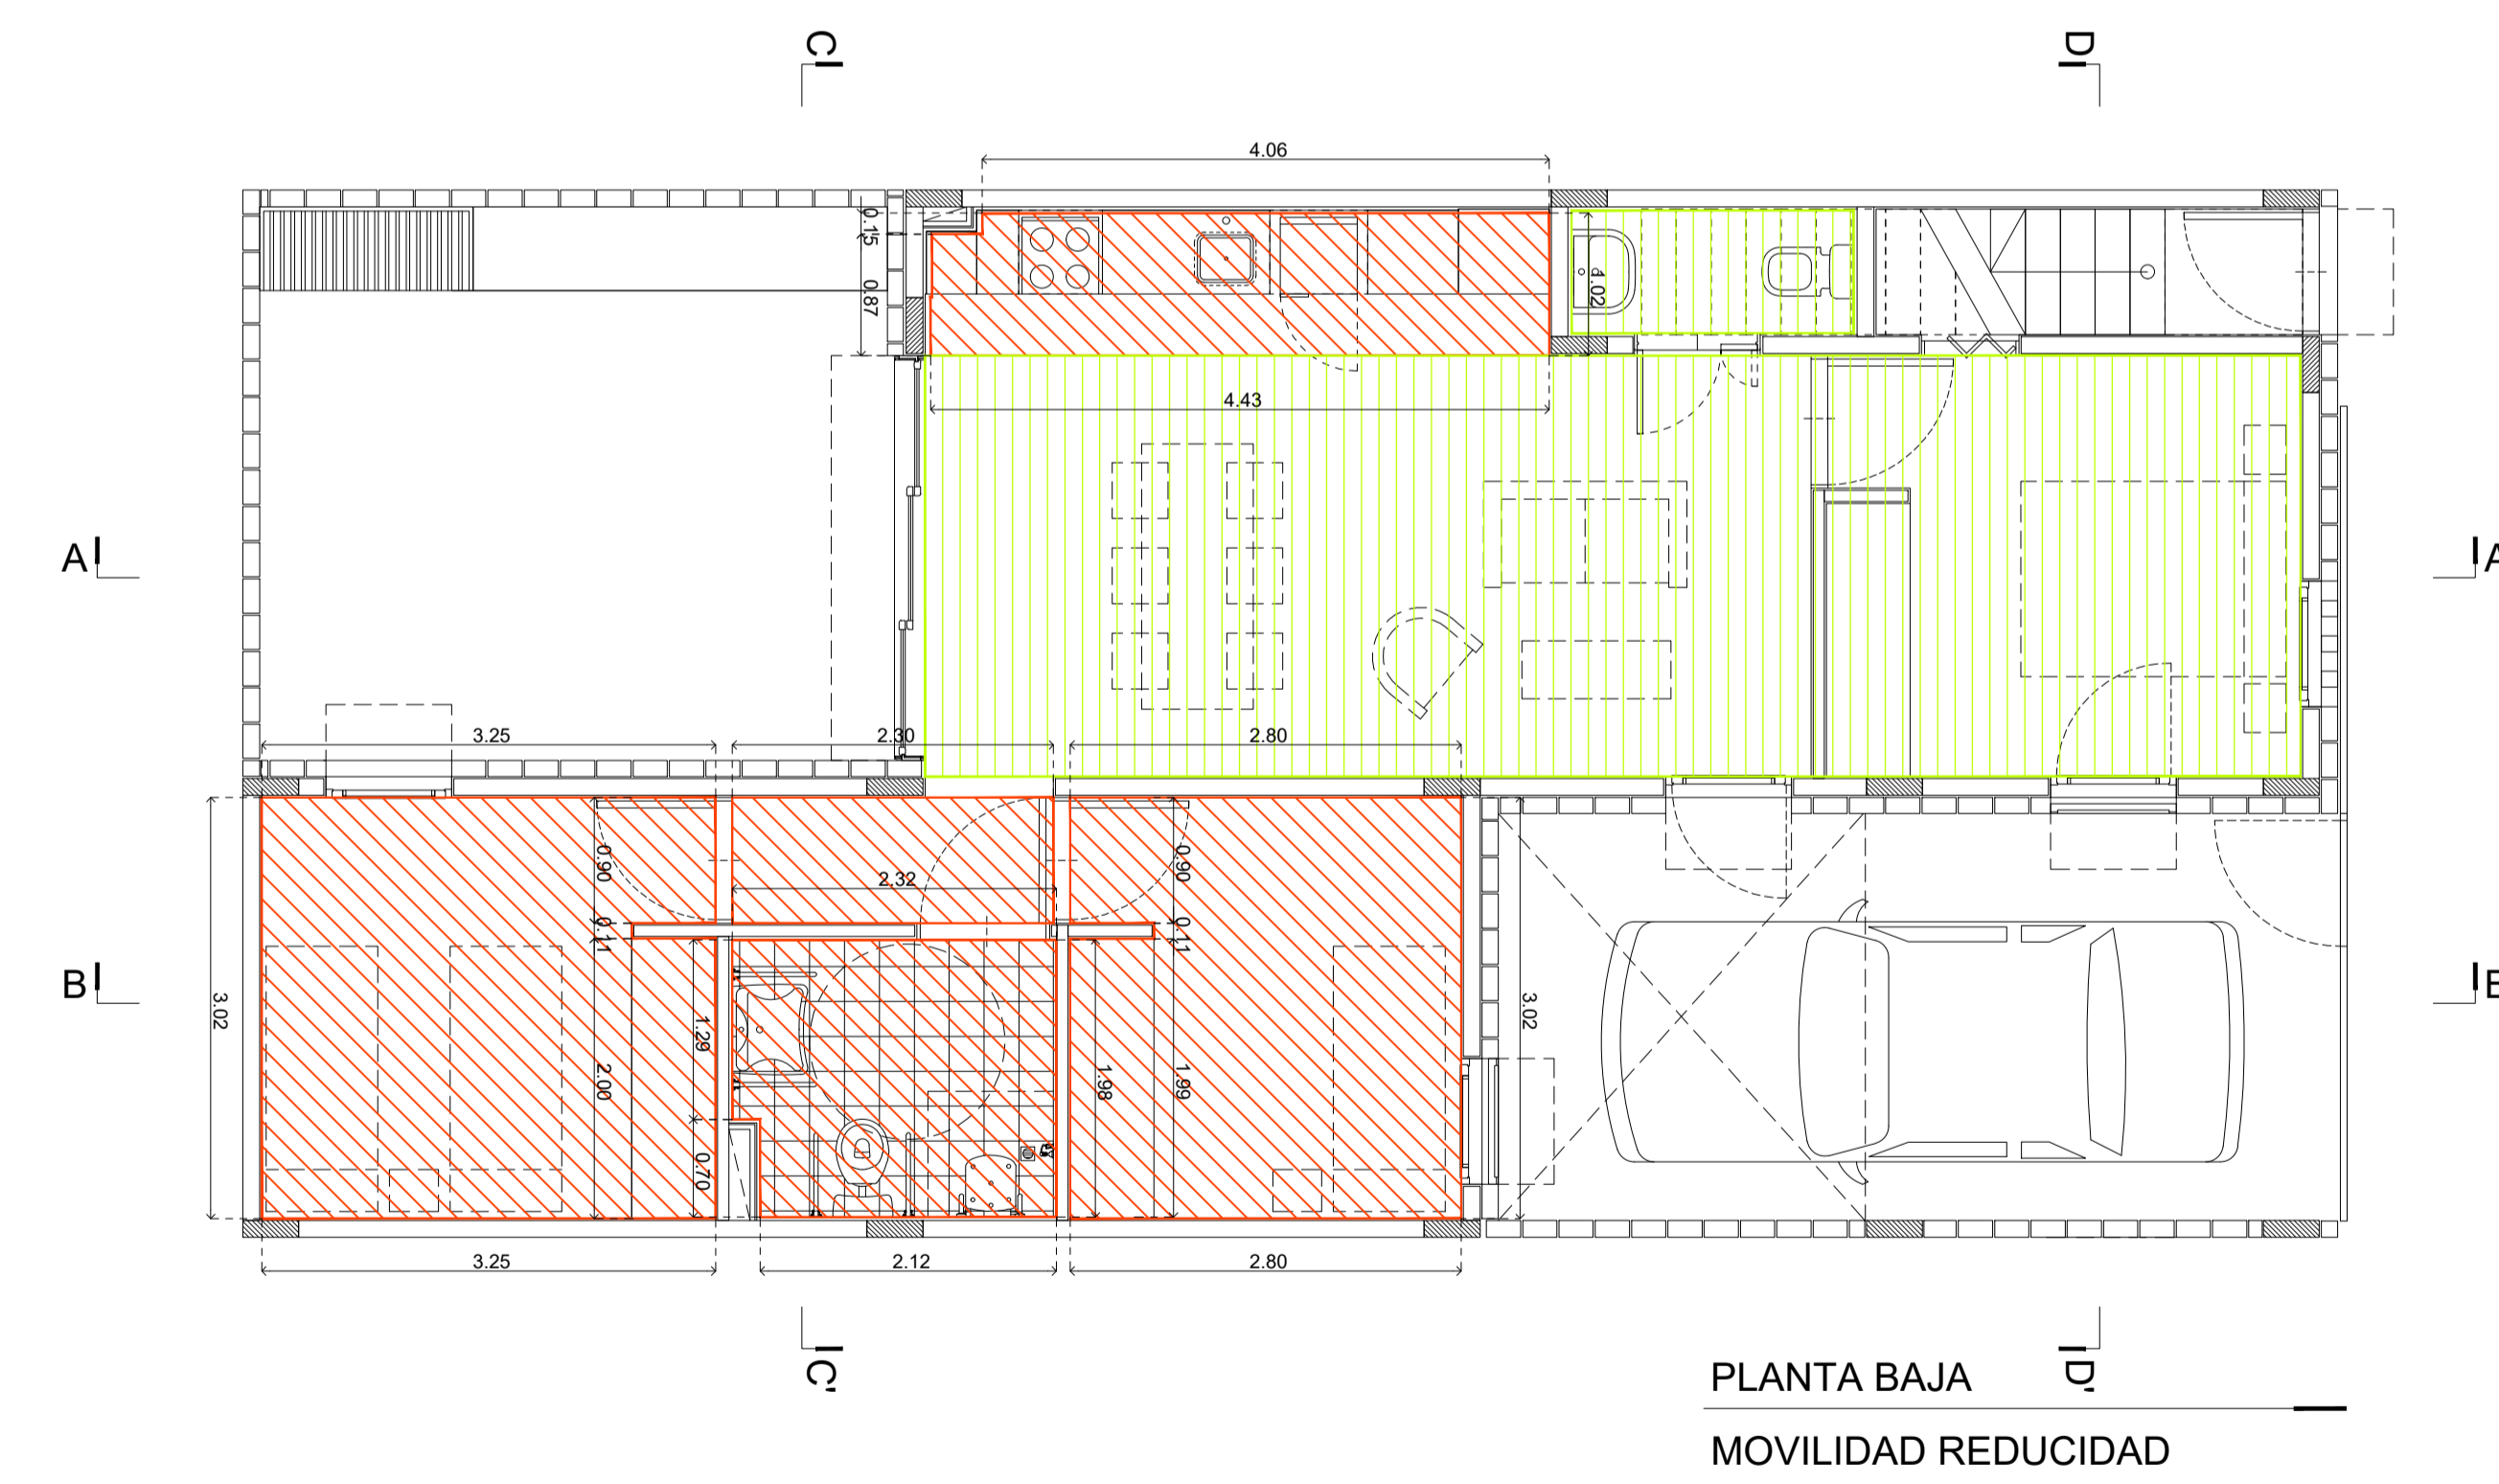 C D
4.06
0.15
0.87
1.02
4.43
A A
3.25 2.30 2.80
0.90 0.90
2.32
0.11 0.11
B B
3.02 3.02
1.29
2.00 1.98 1.99
0.70
3.25 2.12 2.80
C' D'
PLANTA BAJA
MOVILIDAD REDUCIDAD